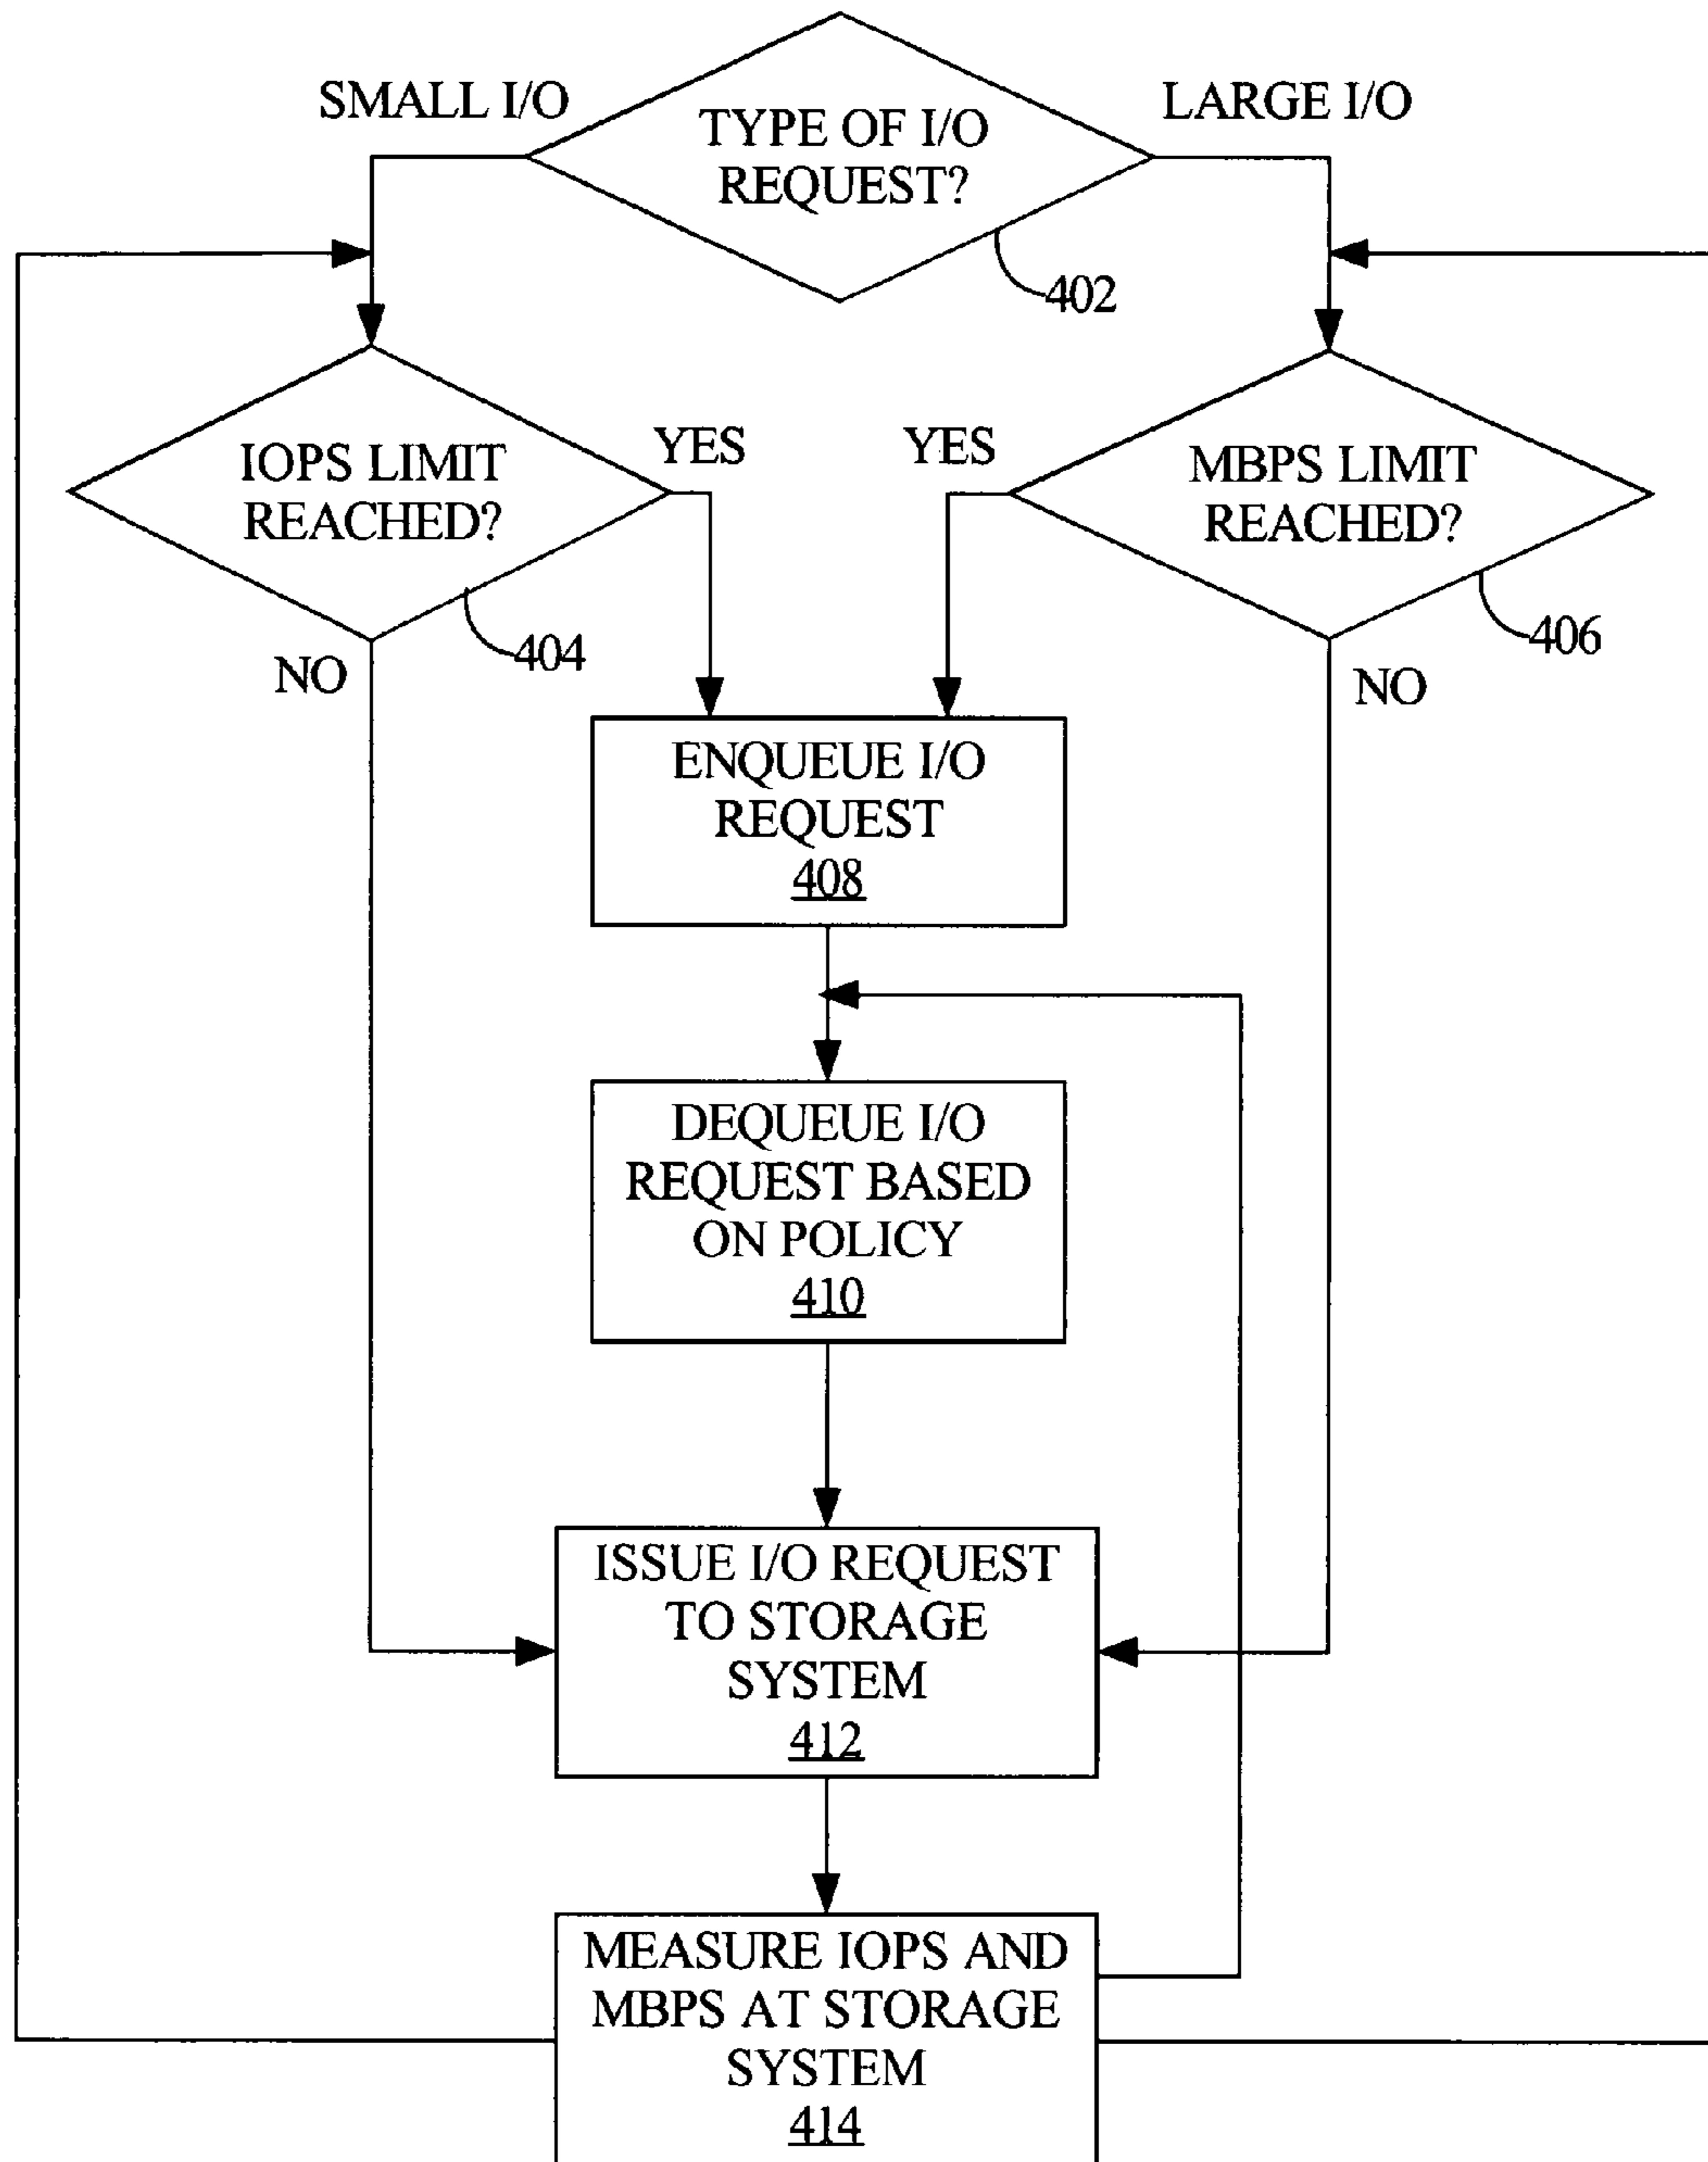 SMALL I/O
LARGE I/O
TYPE OF I/O
REQUEST?
402
IOPS LIMIT
REACHED?
YES
YES
MBPS LIMIT
REACHED?
404
406
NO
NO
ENQUEUE I/O
REQUEST
408
DEQUEUE I/O
REQUEST BASED
ON POLICY
410
ISSUE I/O REQUEST
TO STORAGE
SYSTEM
412
MEASURE IOPS AND
MBPS AT STORAGE
SYSTEM
414